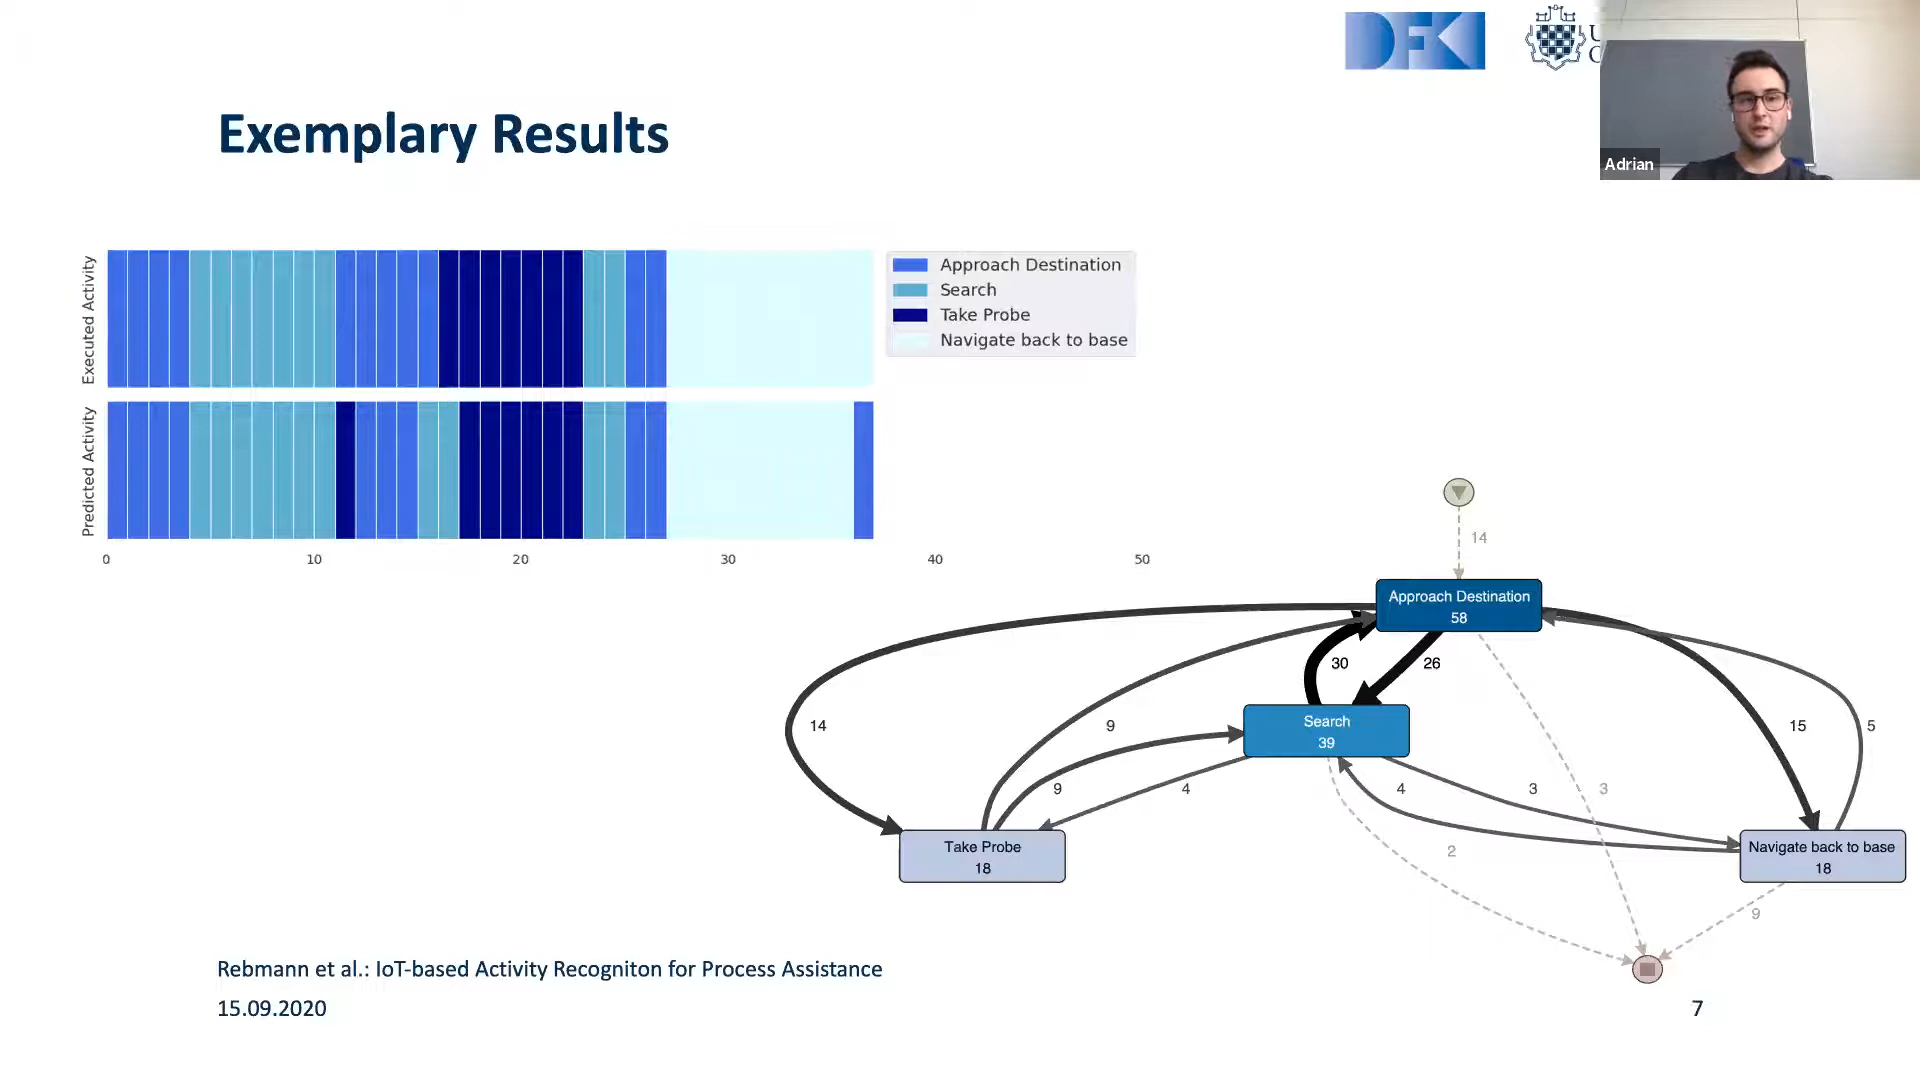 DFKI
Adrian
Exemplary Results
Executed Activity
Predicted Activity
Approach Destination
Search
Take Probe
Navigate back to base
0 10 20 30 40 50
14
Approach Destination
58
30
26
Search
39
14
9
15
5
9
4
4
3
3
Take Probe
18
2
Navigate back to base
18
9
Rebmann et al.: IoT-based Activity Recogniton for Process Assistance
15.09.2020
7